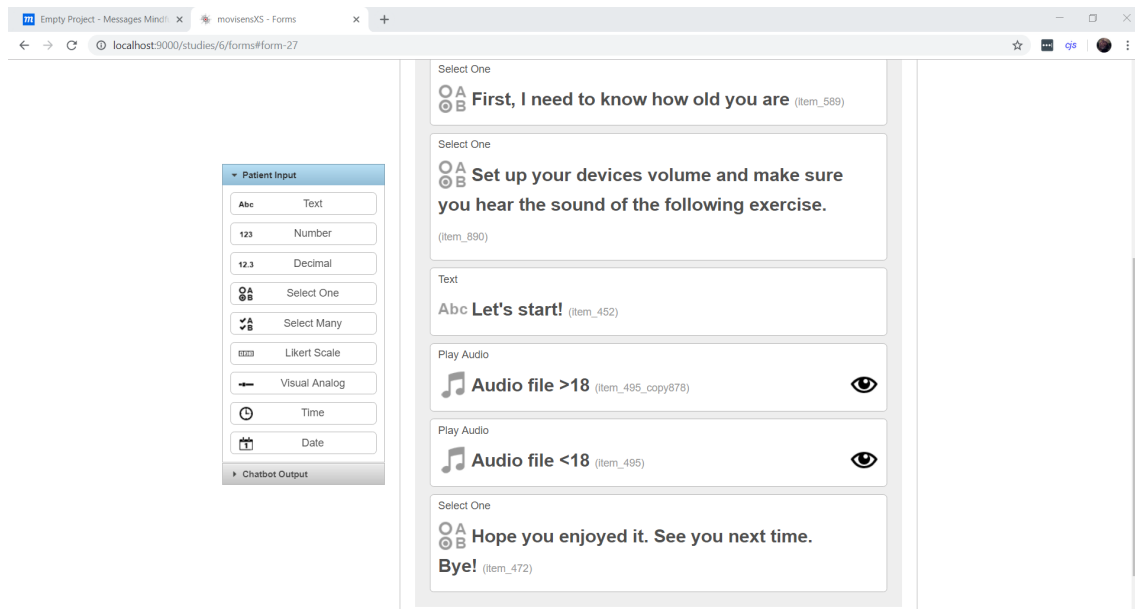 Empty Project - Messages Mindh
movisensXS - Forms
localhost:9000/studies/6/forms#form-27
cjs
Patient Input
Abc Text
123 Number
12.3 Decimal
Select One
Select Many
Likert Scale
Visual Analog
Time
Date
Chatbot Output
Select One
First, I need to know how old you are (item_589)
Select One
Set up your devices volume and make sure
you hear the sound of the following exercise.
(item_890)
Text
Abc Let's start! (item_452)
Play Audio
Audio file >18 (item_495_copy878)
Play Audio
Audio file <18 (item_495)
Select One
Hope you enjoyed it. See you next time.
Bye! (item_472)